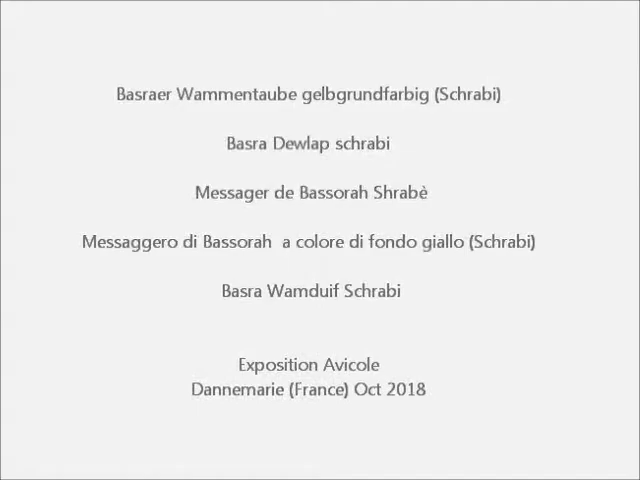 Basraer Wammentaube gelbgrundfarbig (Schrabi)
Basra Dewlap schrabi
Messager de Bassorah Shrabè
Messaggero di Bassorah  a colore di fondo giallo (Schrabi)
Basra Wamduif Schrabi
Exposition Avicole
Dannemarie (France) Oct 2018